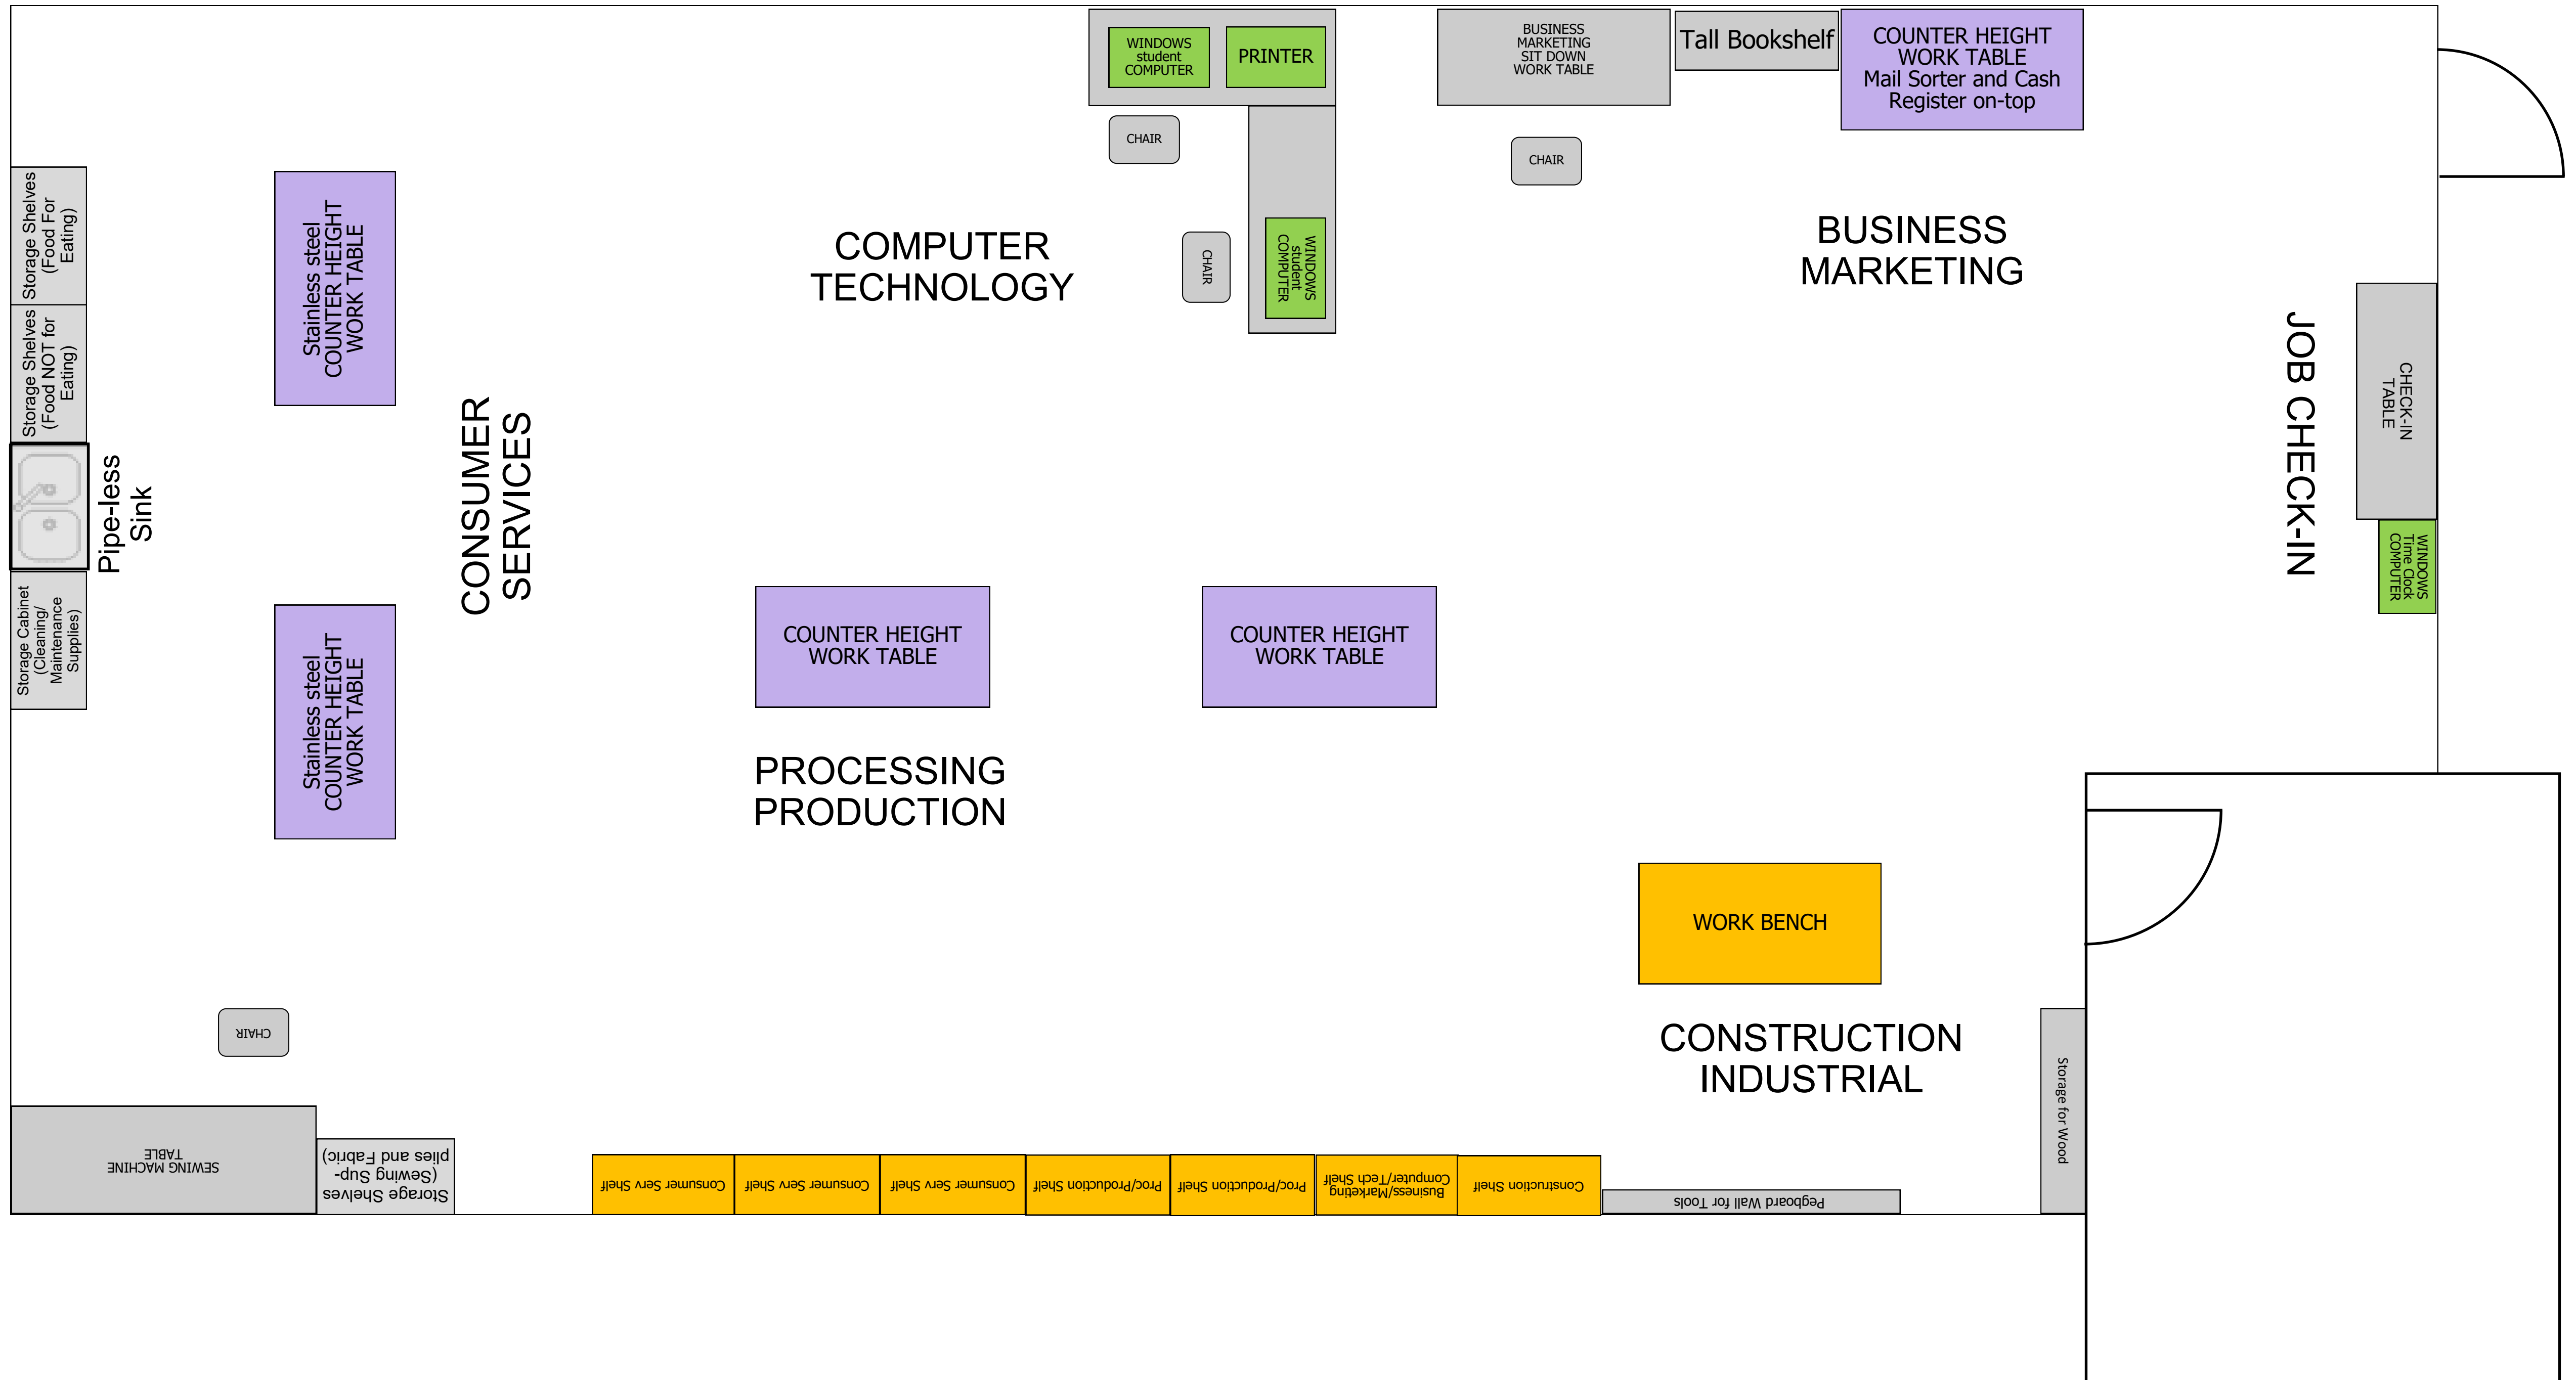 WINDOWS
student
COMPUTER
PRINTER
BUSINESS
MARKETING
SIT DOWN
WORK TABLE
Tall Bookshelf
COUNTER HEIGHT
WORK TABLE
Mail Sorter and Cash
Register on-top
CHAIR
CHAIR
Storage Shelves
(Food For
Eating)
Stainless steel
COUNTER HEIGHT
WORK TABLE
COMPUTER
TECHNOLOGY
CHAIR
WINDOWS
student
COMPUTER
BUSINESS
MARKETING
Storage Shelves
(Food NOT for
Eating)
Pipe-less
Sink
CONSUMER
SERVICES
JOB CHECK-IN
CHECK-IN
TABLE
WINDOWS
Time Clock
COMPUTER
Storage Cabinet
(Cleaning/
Maintenance
Supplies)
Stainless steel
COUNTER HEIGHT
WORK TABLE
COUNTER HEIGHT
WORK TABLE
COUNTER HEIGHT
WORK TABLE
PROCESSING
PRODUCTION
WORK BENCH
CHAIR
CONSTRUCTION
INDUSTRIAL
Storage for Wood
SEWING MACHINE
TABLE
Storage Shelves
(Sewing Sup-
plies and Fabric)
Consumer Serv Shelf
Consumer Serv Shelf
Consumer Serv Shelf
Proc/Production Shelf
Proc/Production Shelf
Business/Marketing
Computer/Tech Shelf
Construction Shelf
Pegboard Wall for Tools